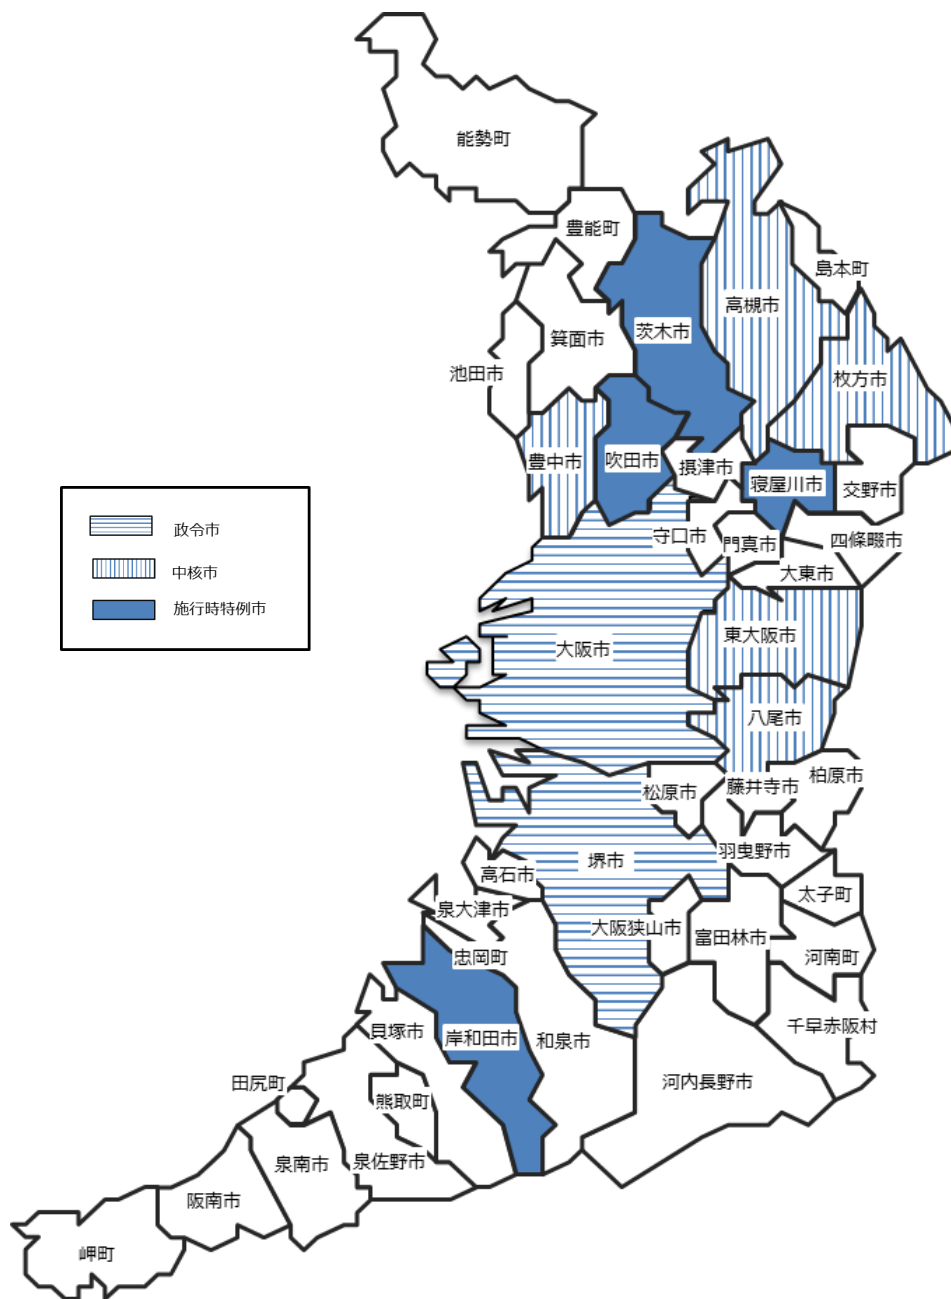 能勢町
豊能町
島本町
高槻市
茨木市
箕面市
池田市
枚方市
豊中市
吹田市
摂津市
寝屋川市
交野市
政令市
中核市
施行時特例市
守口市
門真市
四條畷市
大東市
東大阪市
大阪市
八尾市
柏原市
藤井寺市
松原市
羽曳野市
堺市
高石市
太子町
泉大津市
大阪狭山市
富田林市
河南町
忠岡町
千早赤阪村
貝塚市
岸和田市
和泉市
田尻町
熊取町
河内長野市
泉南市
泉佐野市
阪南市
岬町